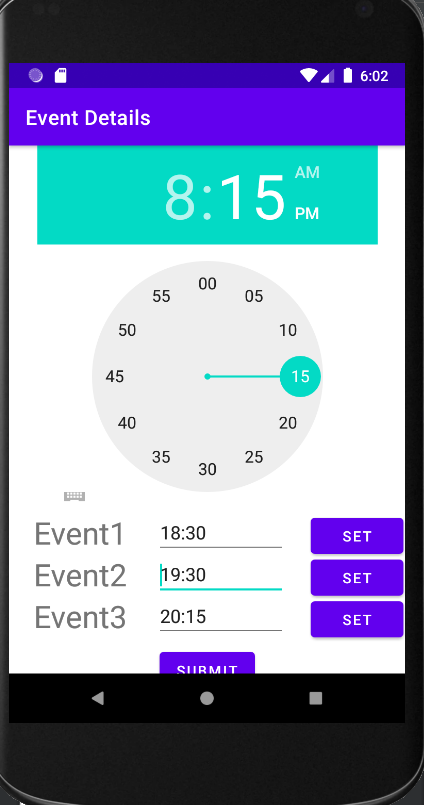 6:02
Event Details
8:15 AM
PM
00
55 05
50 10
45 15
40 20
35 25
30
Event1 18:30 SET
Event2 19:30 SET
Event3 20:15 SET
SUBMIT